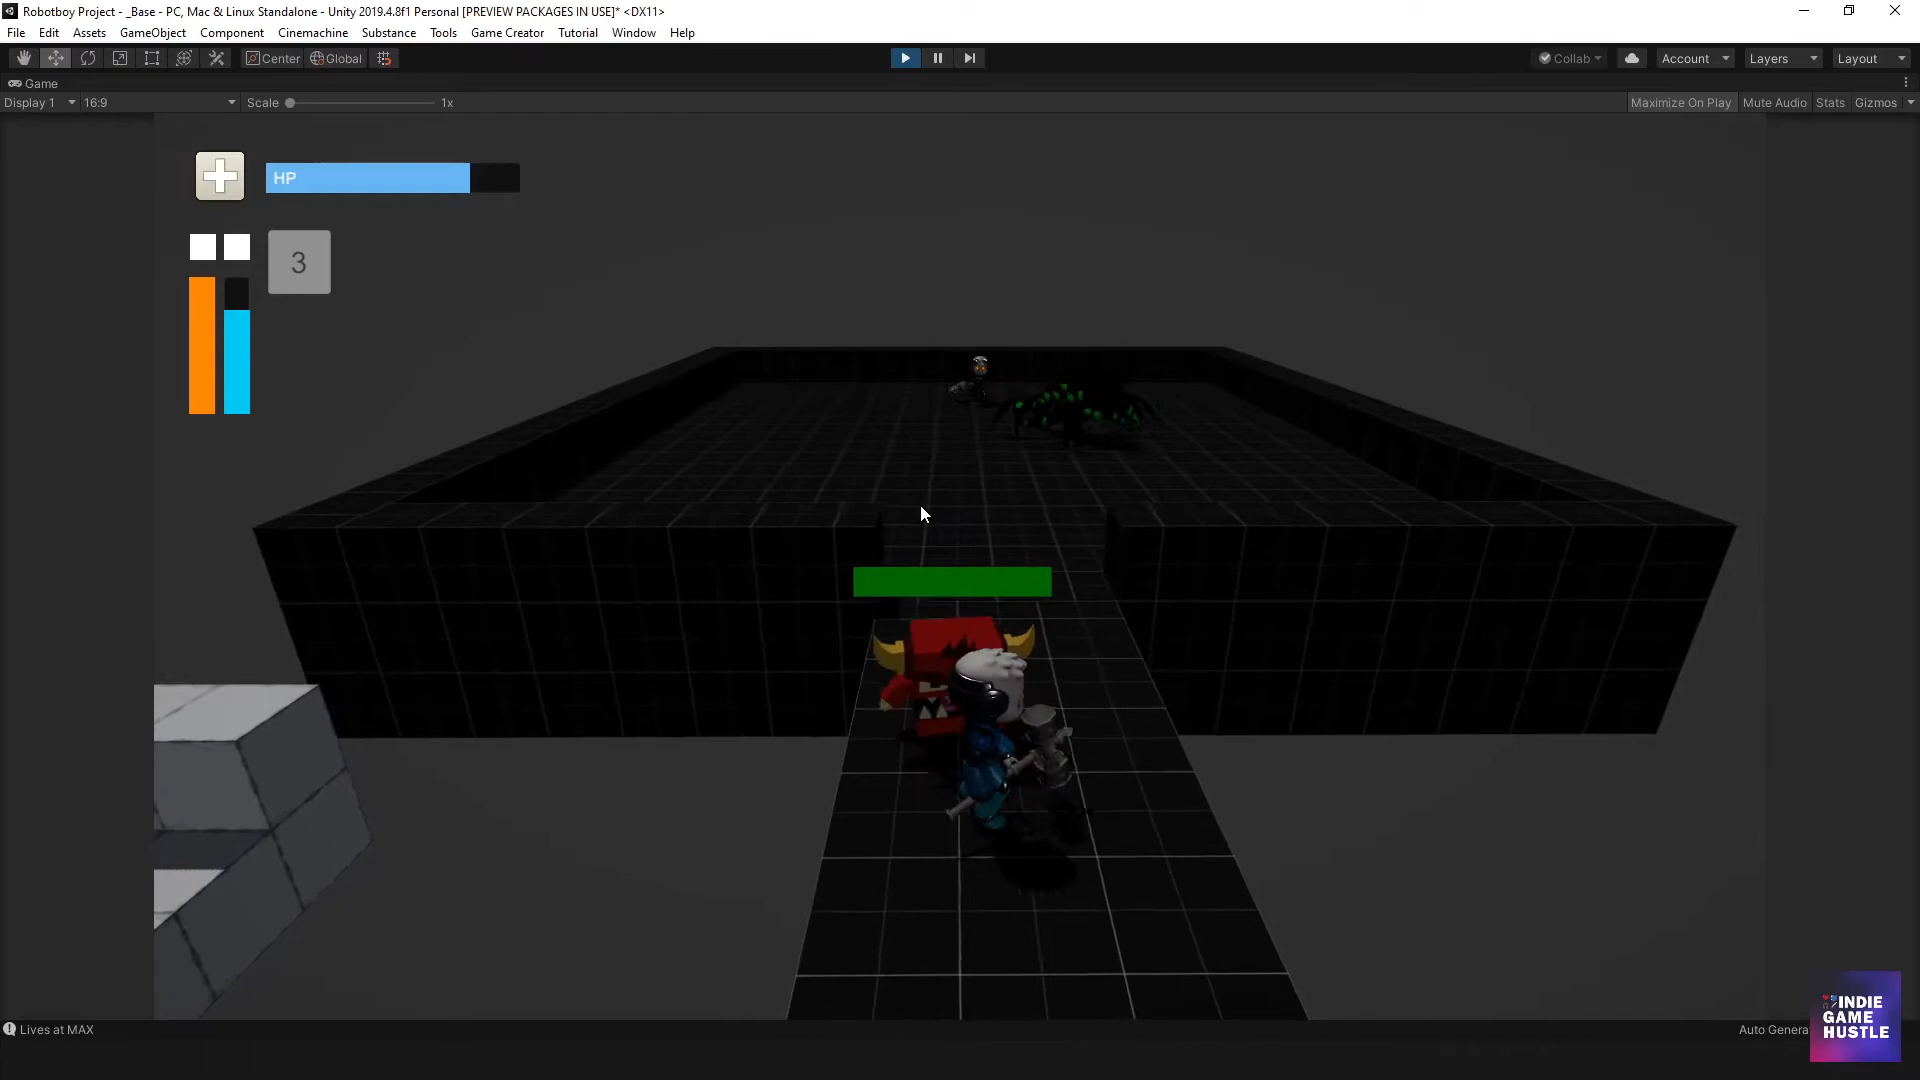 Robotboy Project - _Base - PC, Mac & Linux Standalone - Unity 2019.4.8f1 Personal [PREVIEW PACKAGES IN USE]* <DX11>
File Edit Assets GameObject Component Cinemachine Substance Tools Game Creator Tutorial Window Help
Center Global Collab Account Layers Layout
Game
Display 1 16:9 Scale 1x Maximize On Play Mute Audio Stats Gizmos
HP
3
Lives at MAX
Auto Genera
INDIE
GAME
HUSTLE